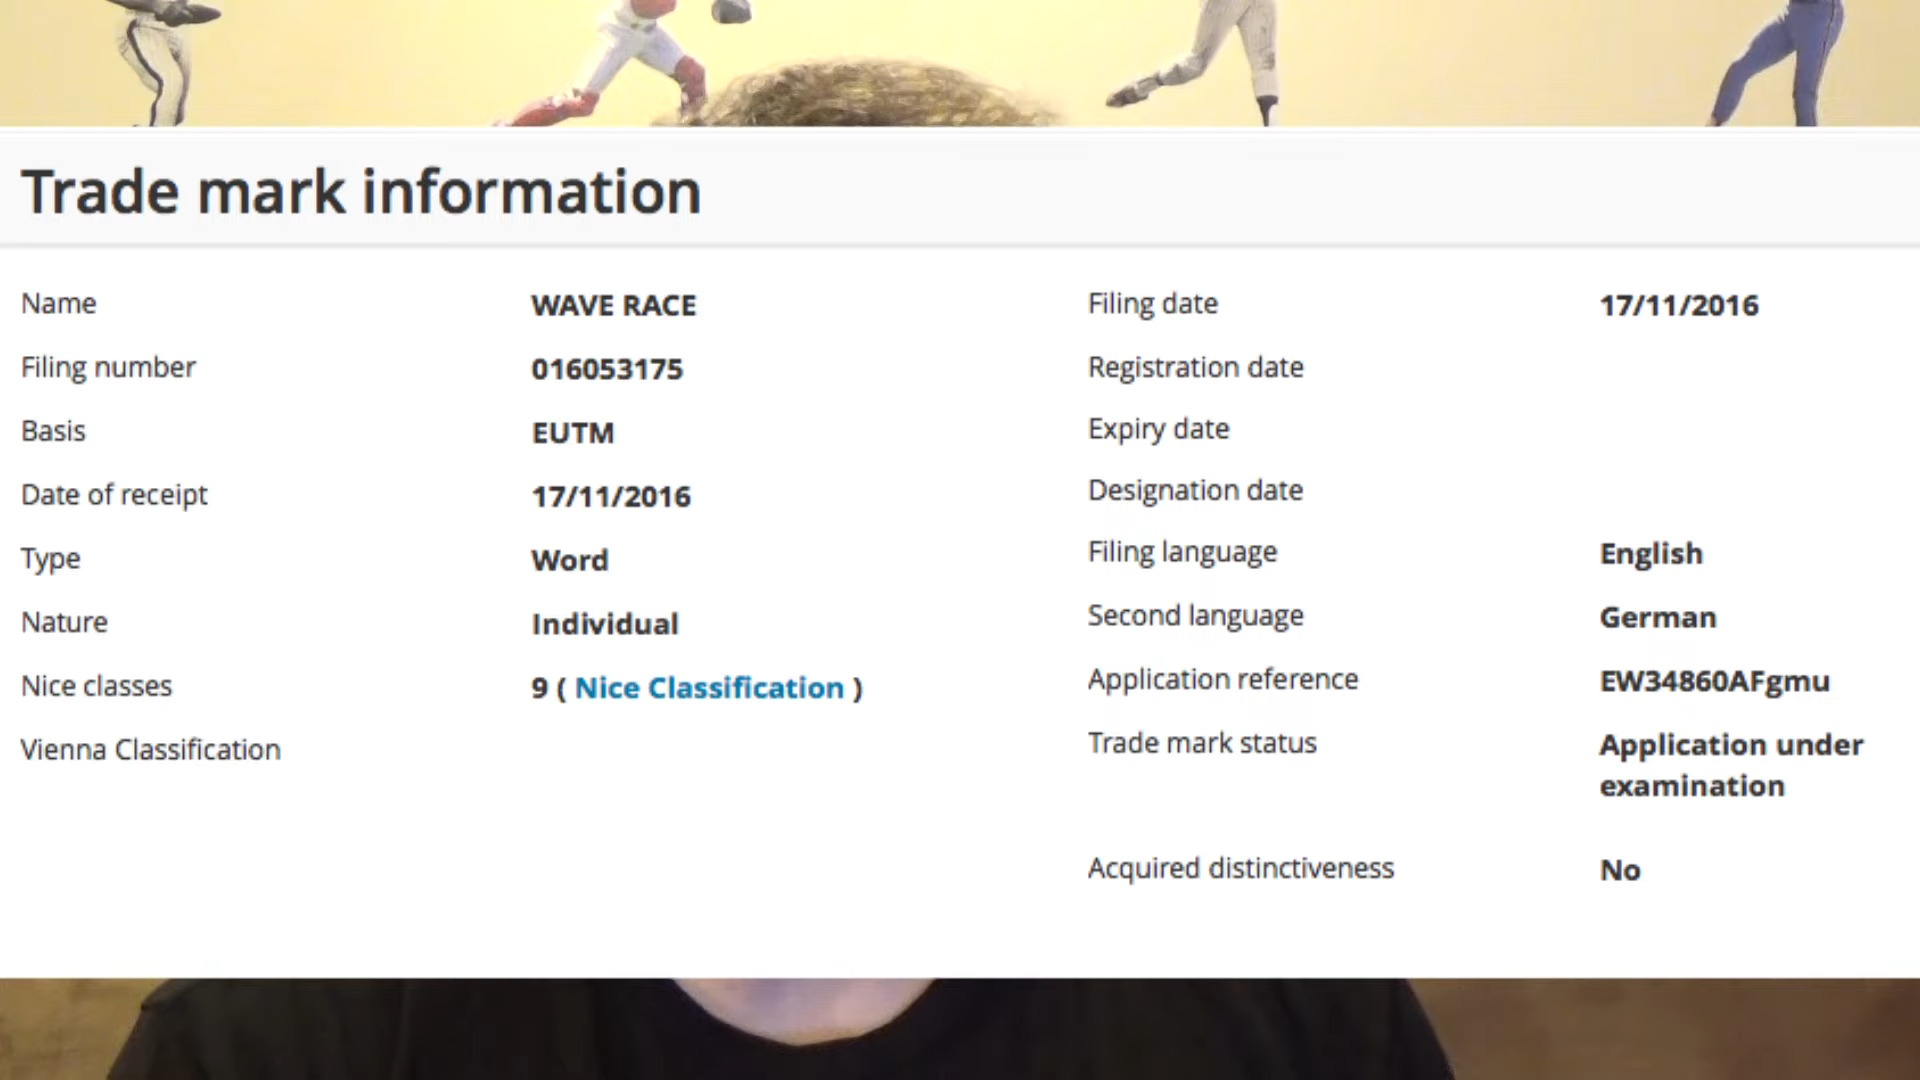 Trade mark information
Name WAVE RACE
Filing number 016053175
Basis EUTM
Date of receipt 17/11/2016
Type Word
Nature Individual
Nice classes 9 ( Nice Classification )
Vienna Classification
Filing date 17/11/2016
Registration date
Expiry date
Designation date
Filing language English
Second language German
Application reference EW34860AFgmu
Trade mark status Application under
examination
Acquired distinctiveness No